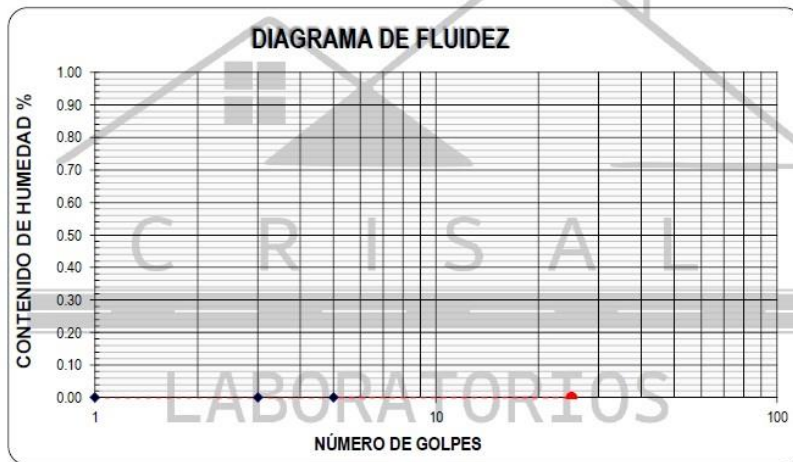 DIAGRAMA DE FLUIDEZ
CONTENIDO DE HUMEDAD %
1.00
0.90
0.80
0.70
0.60
0.50
0.40
0.30
0.20
0.10
0.00
1 10 100
NÚMERO DE GOLPES
CRISAL
LABORATORIOS